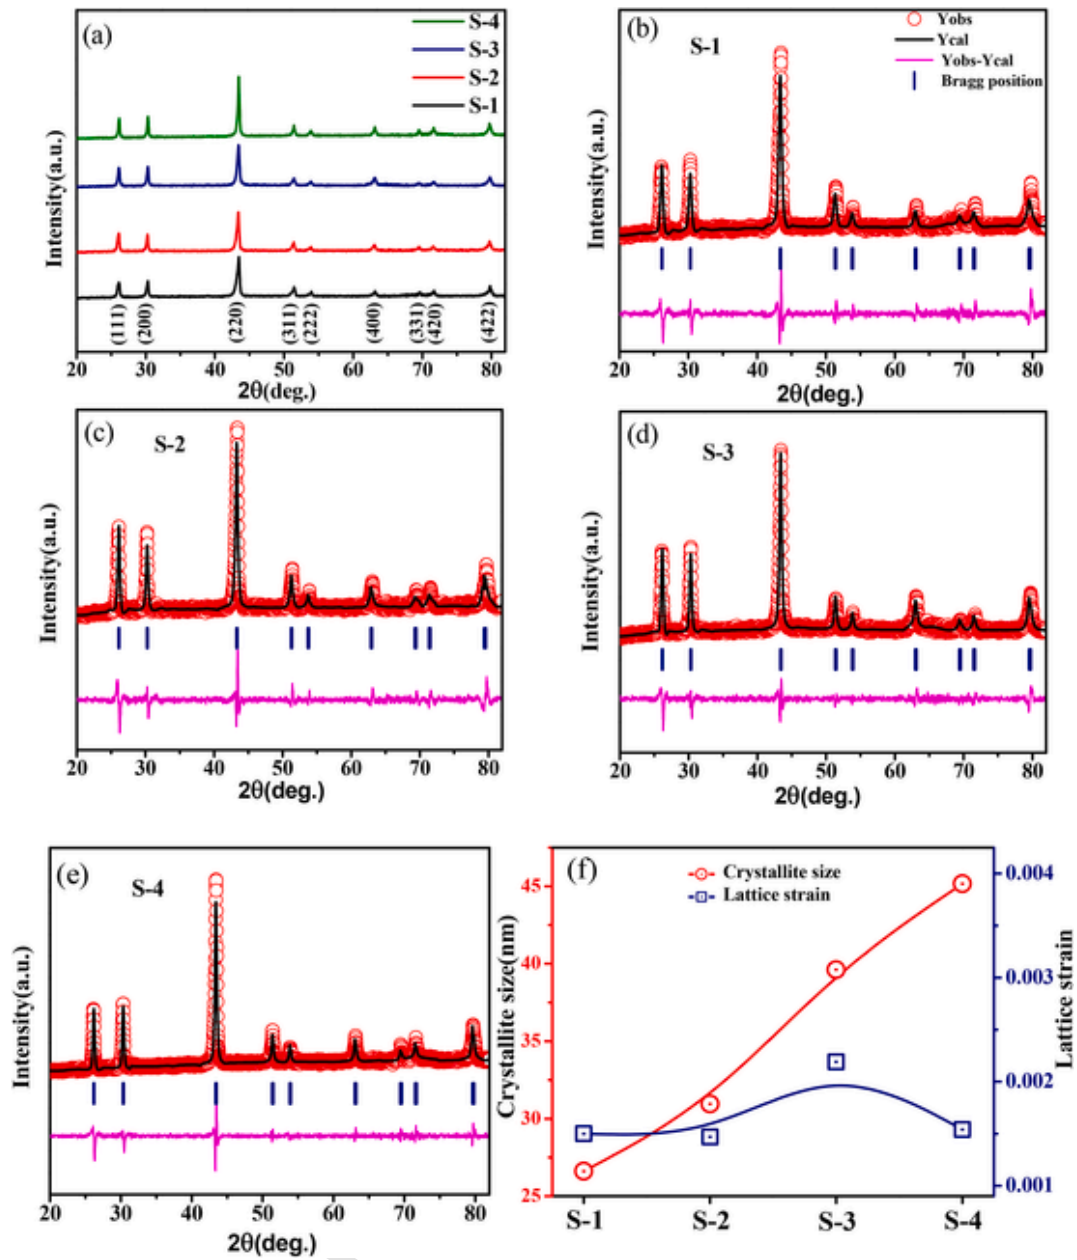 (a)
S-4
S-3
S-2
S-1
Intensity(a.u.)
(111)
(200)
(220)
(311)
(222)
(400)
(331)
(420)
(422)
20 30 40 50 60 70 80
2θ(deg.)
(b)
S-1
Yobs
Ycal
Yobs-Ycal
Bragg position
Intensity(a.u.)
20 30 40 50 60 70 80
2θ(deg.)
(c)
S-2
Intensity(a.u.)
20 30 40 50 60 70 80
2θ(deg.)
(d)
S-3
Intensity(a.u.)
20 30 40 50 60 70 80
2θ(deg.)
(e)
S-4
Intensity(a.u.)
20 30 40 50 60 70 80
2θ(deg.)
(f)
Crystallite size
Lattice strain
Crystallite size(nm)
45
40
35
30
25
Lattice strain
0.004
0.003
0.002
0.001
S-1 S-2 S-3 S-4